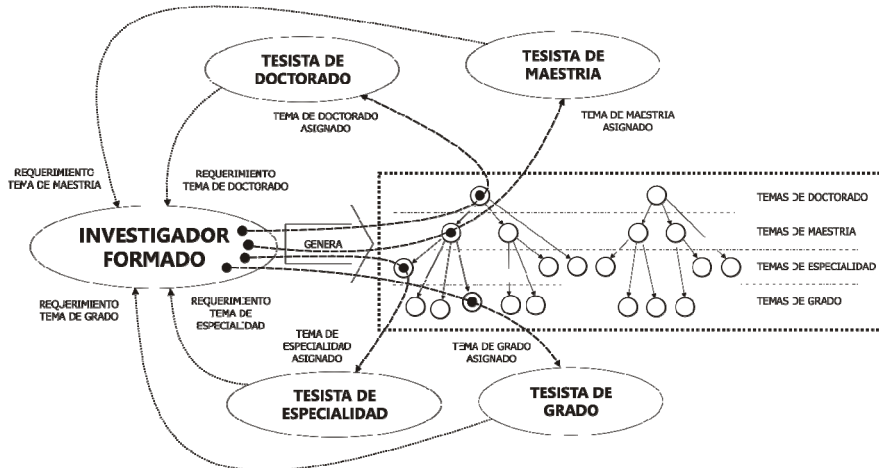 TESISTA DE
DOCTORADO
TESISTA DE
MAESTRIA
TEMA DE DOCTORADO
ASIGNADO
TEMA DE MAESTRIA
ASIGNADO
REQUERIMIENTO
TEMA DE MAESTRIA
REQUERIMIENTO
TEMA DE DOCTORADO
TEMAS DE DOCTORADO
INVESTIGADOR
FORMADO
GENERA
TEMAS DE MAESTRIA
TEMAS DE ESPECIALIDAD
TEMAS DE GRADO
REQUERIMIENTO
TEMA DE GRADO
REQUERIMIENTO
TEMA DE
ESPECIALIDAD
TEMA DE
ESPECIALIDAD
ASIGNADO
TEMA DE GRADO
ASIGNADO
TESISTA DE
ESPECIALIDAD
TESISTA DE
GRADO